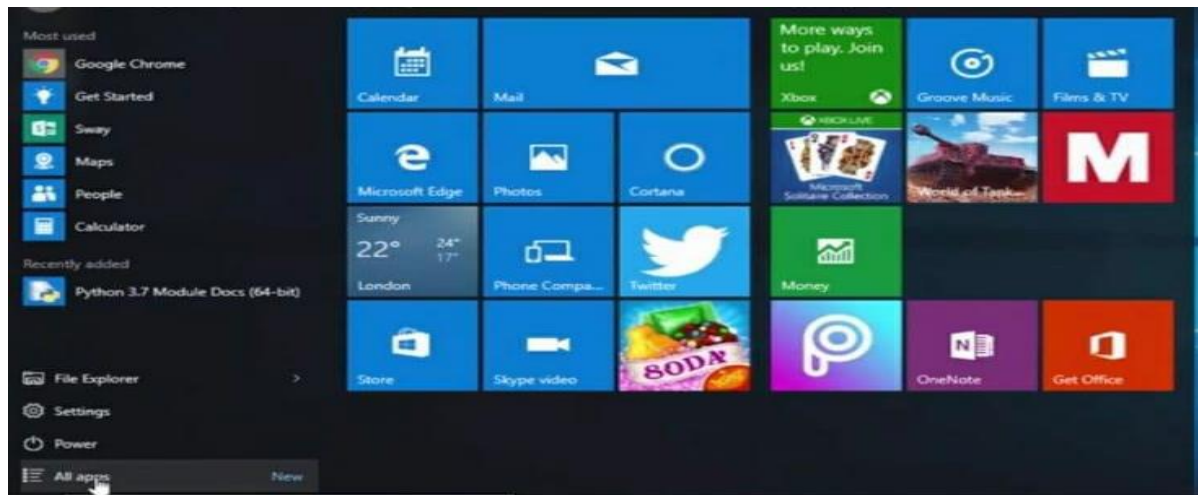 Most used
Google Chrome
Get Started
Sway
Maps
People
Calculator
Recently added
Python 3.7 Module Docs (64-bit)
File Explorer
Settings
Power
All apps New
Calendar
Mail
Microsoft Edge
Photos
Cortana
Sunny
22° 24°
17°
London
Phone Compa...
Twitter
Store
Skype video
SODA
More ways
to play. Join
us!
Xbox
Groove Music
Films & TV
XBOX LIVE
Microsoft
Solitaire Collection
World of Tank...
M
Money
OneNote
Get Office